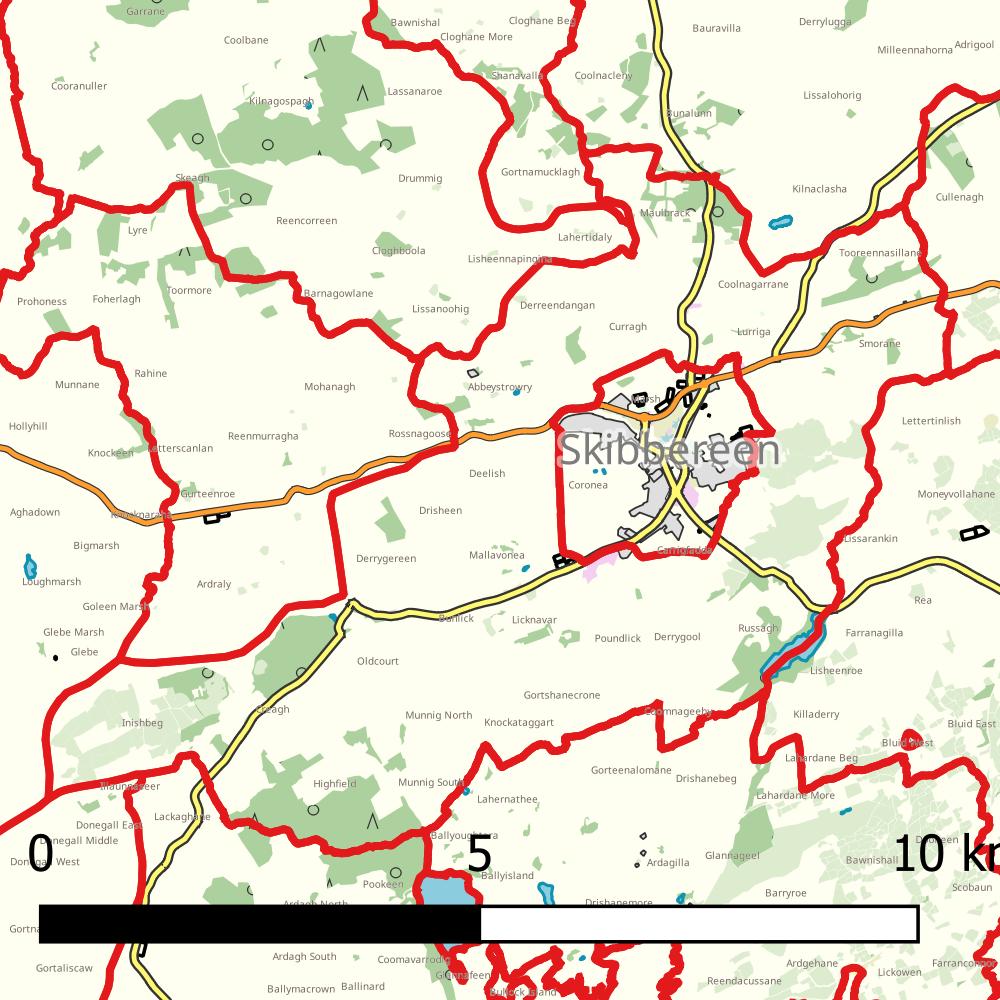 Garrane
Bawnishal
Cloghane Beg
Cloghane More
Bauravilla
Derrylugga
Coolbane
Milleennahorna
Adrigool
Shanavalla
Coolnacleny
Cooranuller
Lassanaroe
Kilnagospagh
Lissalohorig
Bunalunn
Skeagh
Drummig
Gortnamucklagh
Kilnaclasha
Cullenagh
Reencorreen
Maulbrack
Lyre
Lahertidaly
Cloghboola
Lisheennapingina
Tooreennasillane
Coolnagarrane
Prohoness
Foherlagh
Toormore
Barnagowlane
Lissanoohig
Derreendangan
Curragh
Lurriga
Smorane
Rahine
Munnane
Mohanagh
Abbeystrowry
Marsh
Hollyhill
Reenmurragha
Rossnagoose
Lettertinlish
Knockeen
Letterscanlan
Skibbereen
Deelish
Coronea
Gurteenroe
Moneyvollahane
Aghadown
Drisheen
Bigmarsh
Lissarankin
Mallavonea
Carrigfadda
Derrygereen
Loughmarsh
Ardraly
Goleen Marsh
Rea
Licknavar
Bunlick
Glebe Marsh
Poundlick
Derrygool
Russagh
Farranagilla
Glebe
Oldcourt
Lisheenroe
Gortshanecrone
Creagh
Munnig North
Knockataggart
Coomnageehy
Killaderry
Inishbeg
Bluid East
Bluid West
Lahardane Beg
Gorteenalomane
Drishanebeg
Illaunnaseer
Highfield
Munnig South
Lahernathee
Lahardane More
Lackaghane
Donegall East
Donegall Middle
Ballyoughtera
0
5
10 km
Donegall West
Ardagilla
Glannageel
Bawnishall
Dooneen
Ballyisland
Pookeen
Scobaun
Barryroe
Ardagh North
Drishanemore
Gortaliscaw
Ardagh South
Coomavarrodig
Ardgehane
Lickowen
Farranconnor
Glannafeen
Reendacussane
Ballymacrown
Ballinard
Bullock Island